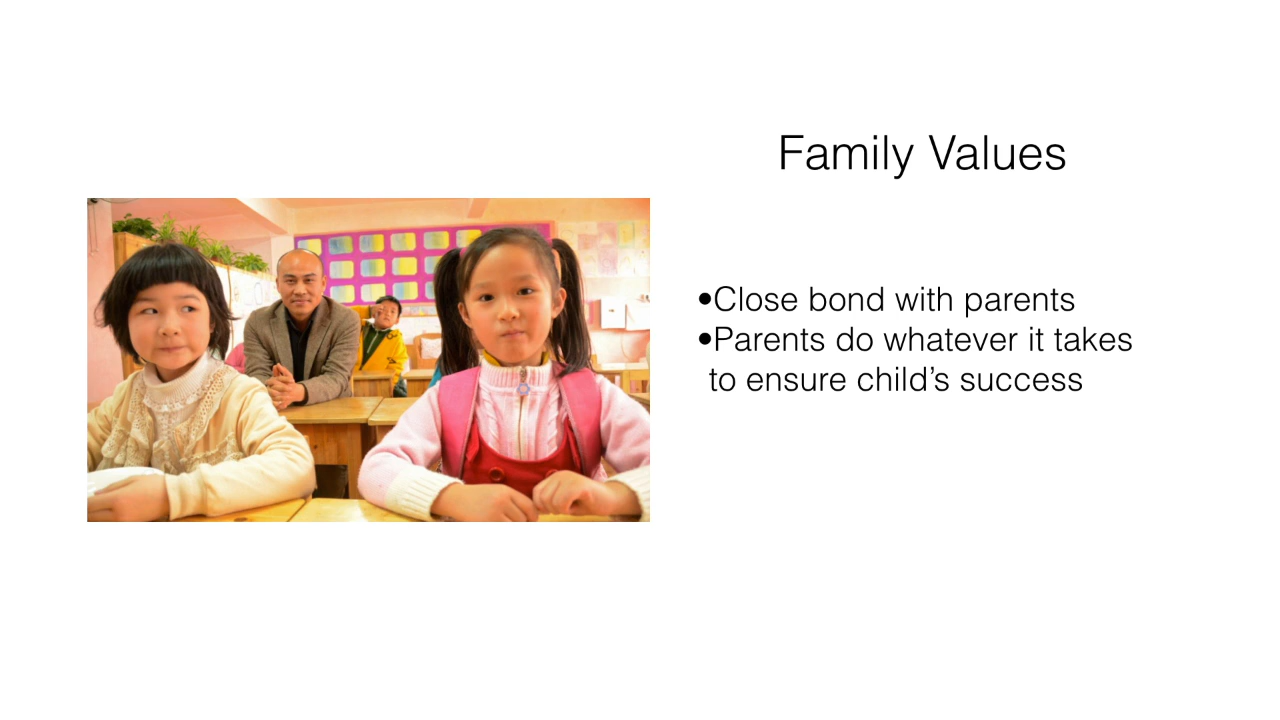 Family Values
•Close bond with parents
•Parents do whatever it takes
to ensure child’s success